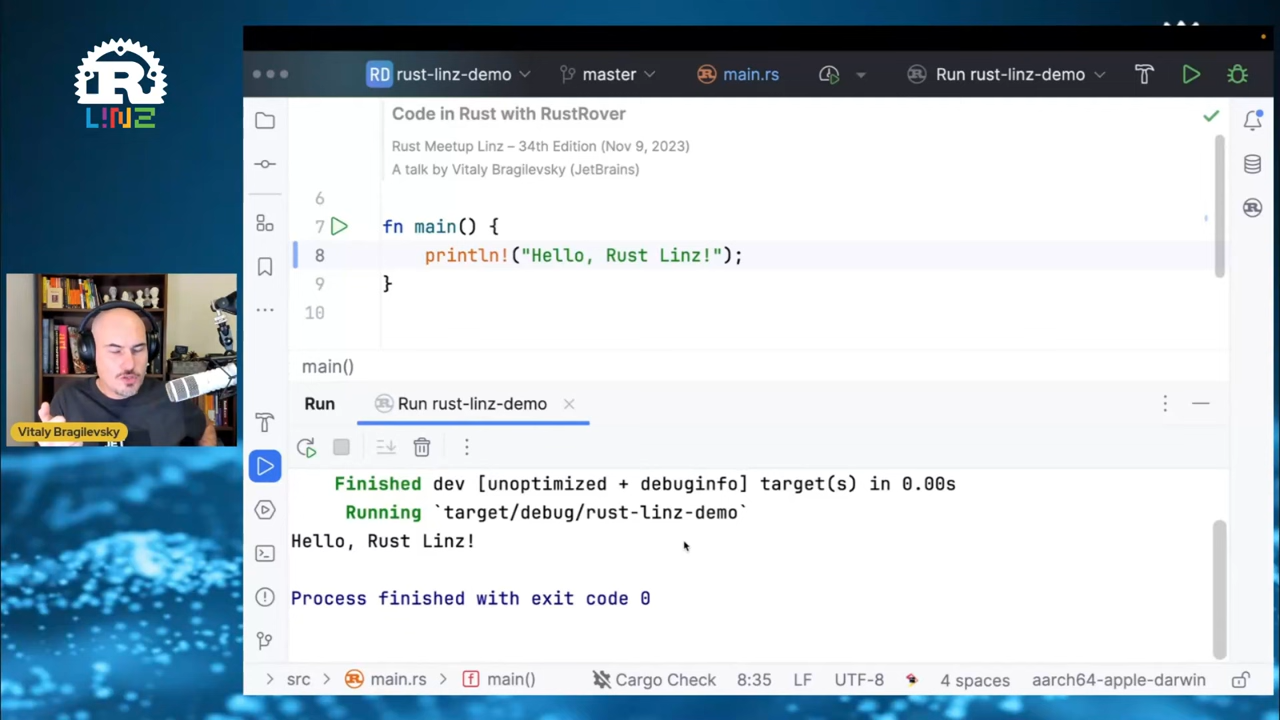 R
L!NZ
RD rust-linz-demo master main.rs Run rust-linz-demo
Code in Rust with RustRover
Rust Meetup Linz – 34th Edition (Nov 9, 2023)
A talk by Vitaly Bragilevsky (JetBrains)
6
7 fn main() {
8 println!("Hello, Rust Linz!");
9 }
10
main()
Run Run rust-linz-demo
Finished dev [unoptimized + debuginfo] target(s) in 0.00s
Running `target/debug/rust-linz-demo`
Hello, Rust Linz!
Process finished with exit code 0
Vitaly Bragilevsky
src main.rs f main() Cargo Check 8:35 LF UTF-8 4 spaces aarch64-apple-darwin